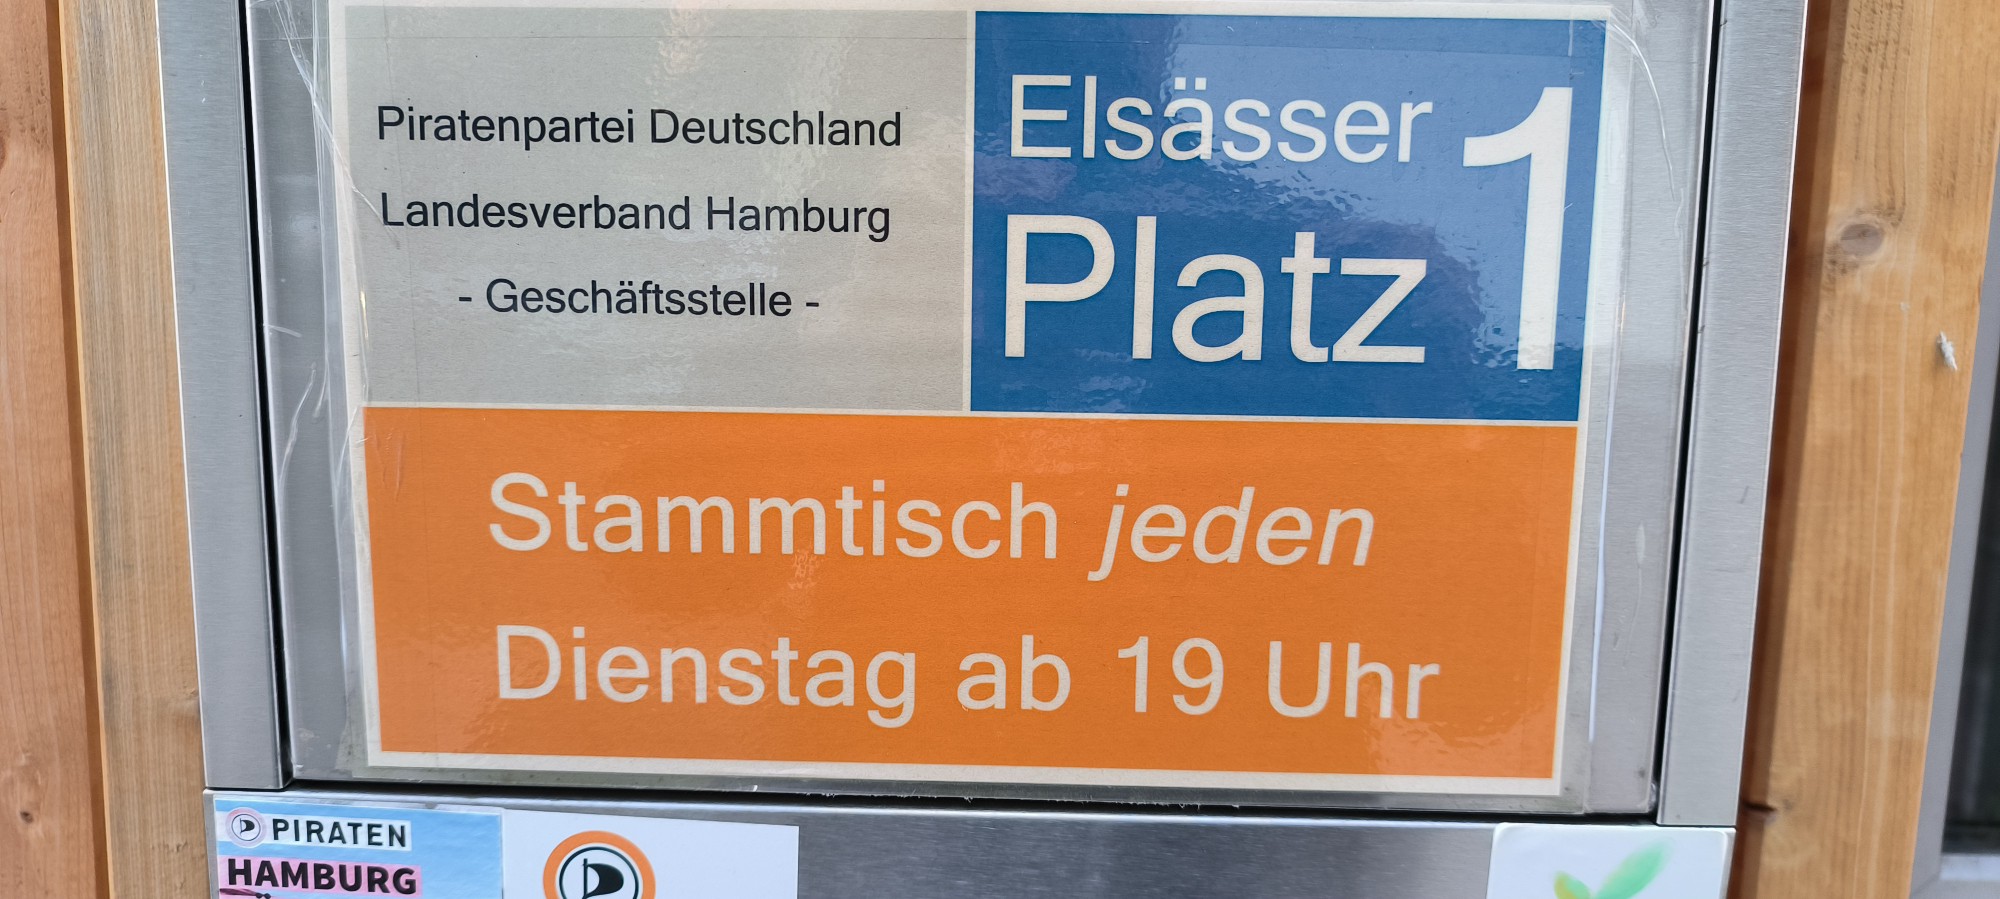 Piratenpartei Deutschland
Landesverband Hamburg
- Geschäftsstelle -
Elsässer
Platz
1
Stammtisch jeden
Dienstag ab 19 Uhr
PIRATEN
HAMBURG